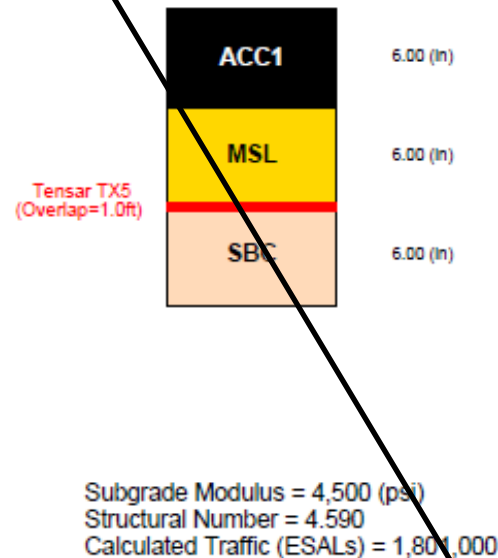 ACC1 6.00 (in)
MSL 6.00 (in)
Tensar TX5
(Overlap=1.0ft)
SBC 6.00 (in)
Subgrade Modulus = 4,500 (psi)
Structural Number = 4.590
Calculated Traffic (ESALs) = 1,801,000